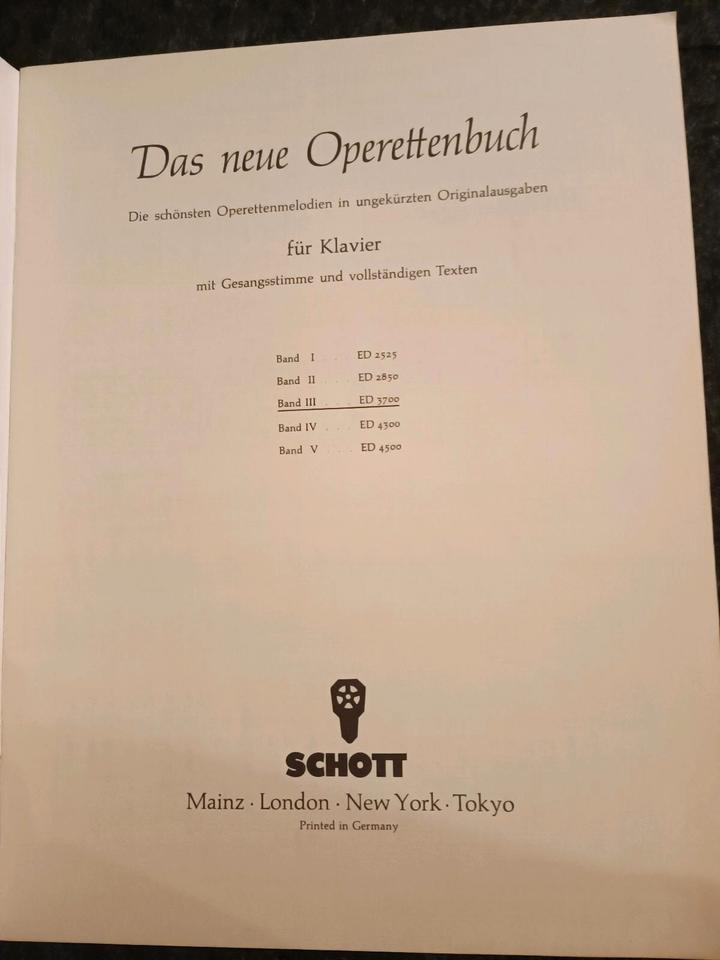 Das neue Operettenbuch
Die schönsten Operettenmelodien in ungekürzten Originalausgaben
für Klavier
mit Gesangsstimme und vollständigen Texten
Band I . . . ED 2525
Band II . . . ED 2850
Band III . . . ED 3700
Band IV . . . ED 4300
Band V . . . ED 4500
SCHOTT
Mainz · London · New York · Tokyo
Printed in Germany